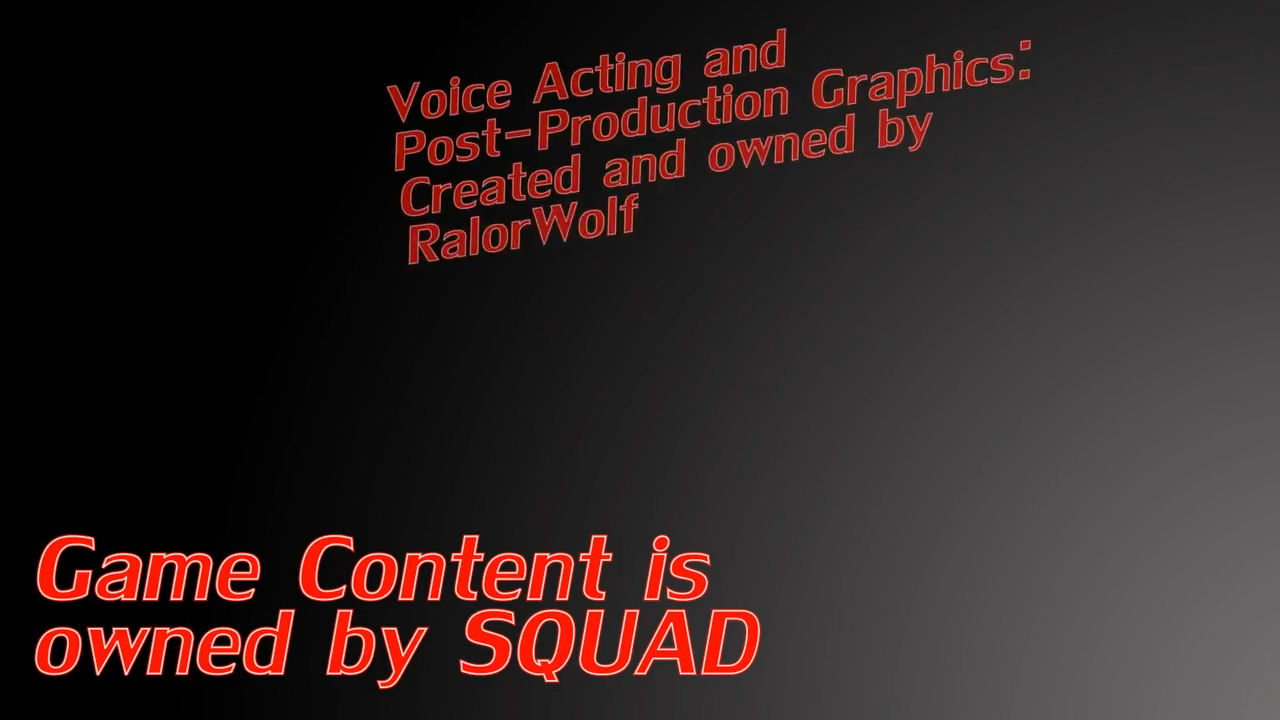 Voice Acting and
Post-Production Graphics:
Created and owned by
RalorWolf
Game Content is
owned by SQUAD